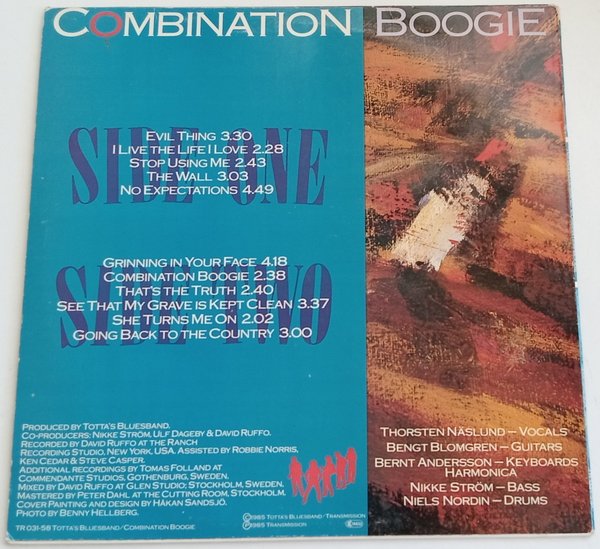 COMBINATION BOOGIE
SIDE ONE
EVIL THING 3.30
I LIVE THE LIFE I LOVE 2.28
STOP USING ME 2.43
THE WALL 3.03
NO EXPECTATIONS 4.49
SIDE TWO
GRINNING IN YOUR FACE 4.18
COMBINATION BOOGIE 2.38
THAT'S THE TRUTH 2.40
SEE THAT MY GRAVE IS KEPT CLEAN 3.37
SHE TURNS ME ON 2.02
GOING BACK TO THE COUNTRY 3.00
PRODUCED BY TOTTA'S BLUESBAND.
CO-PRODUCERS: NIKKE STRÖM, ULF DAGEBY & DAVID RUFFO.
RECORDED BY DAVID RUFFO AT THE RANCH
RECORDING STUDIO, NEW YORK, USA. ASSISTED BY ROBBIE NORRIS,
KEN CEDAR & STEVE CASPER.
ADDITIONAL RECORDINGS BY TOMAS FOLLAND AT
COMMENDANTE STUDIOS, GOTHENBURG, SWEDEN.
MIXED BY DAVID RUFFO AT GLEN STUDIO; STOCKHOLM, SWEDEN.
MASTERED BY PETER DAHL AT THE CUTTING ROOM, STOCKHOLM.
COVER PAINTING AND DESIGN BY HÅKAN SANDSJÖ.
PHOTO BY BENNY HELLBERG.
TR 031-58 TOTTA'S BLUESBAND/COMBINATION BOOGIE
Ⓒ1985 TOTTA'S BLUESBAND/TRANSMISSION
Ⓟ1985 TRANSMISSION
THORSTEN NÄSLUND – VOCALS
BENGT BLOMGREN – GUITARS
BERNT ANDERSSON – KEYBOARDS
HARMONICA
NIKKE STRÖM – BASS
NIELS NORDIN – DRUMS